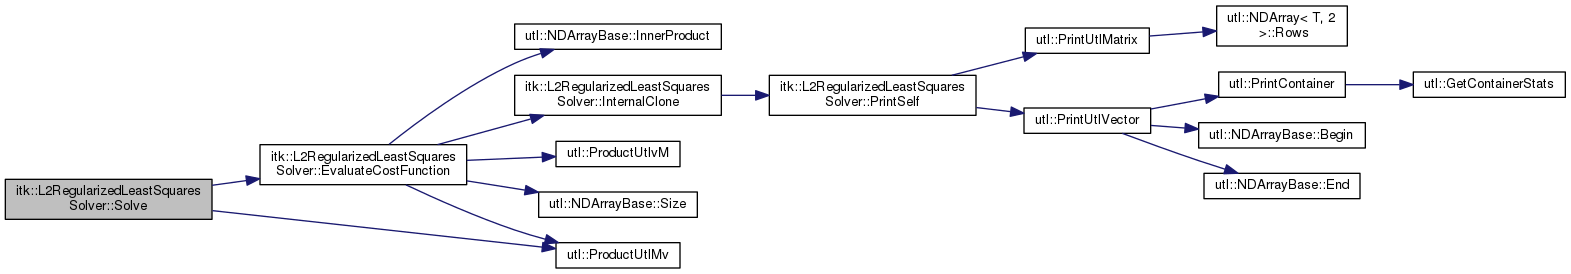 itk::L2RegularizedLeastSquares
Solver::Solve
itk::L2RegularizedLeastSquares
Solver::EvaluateCostFunction
utl::NDArrayBase::InnerProduct
itk::L2RegularizedLeastSquares
Solver::InternalClone
utl::ProductUtlvM
utl::NDArrayBase::Size
utl::ProductUtlMv
itk::L2RegularizedLeastSquares
Solver::PrintSelf
utl::PrintUtlMatrix
utl::PrintUtlVector
utl::NDArray< T, 2
>::Rows
utl::PrintContainer
utl::NDArrayBase::Begin
utl::NDArrayBase::End
utl::GetContainerStats